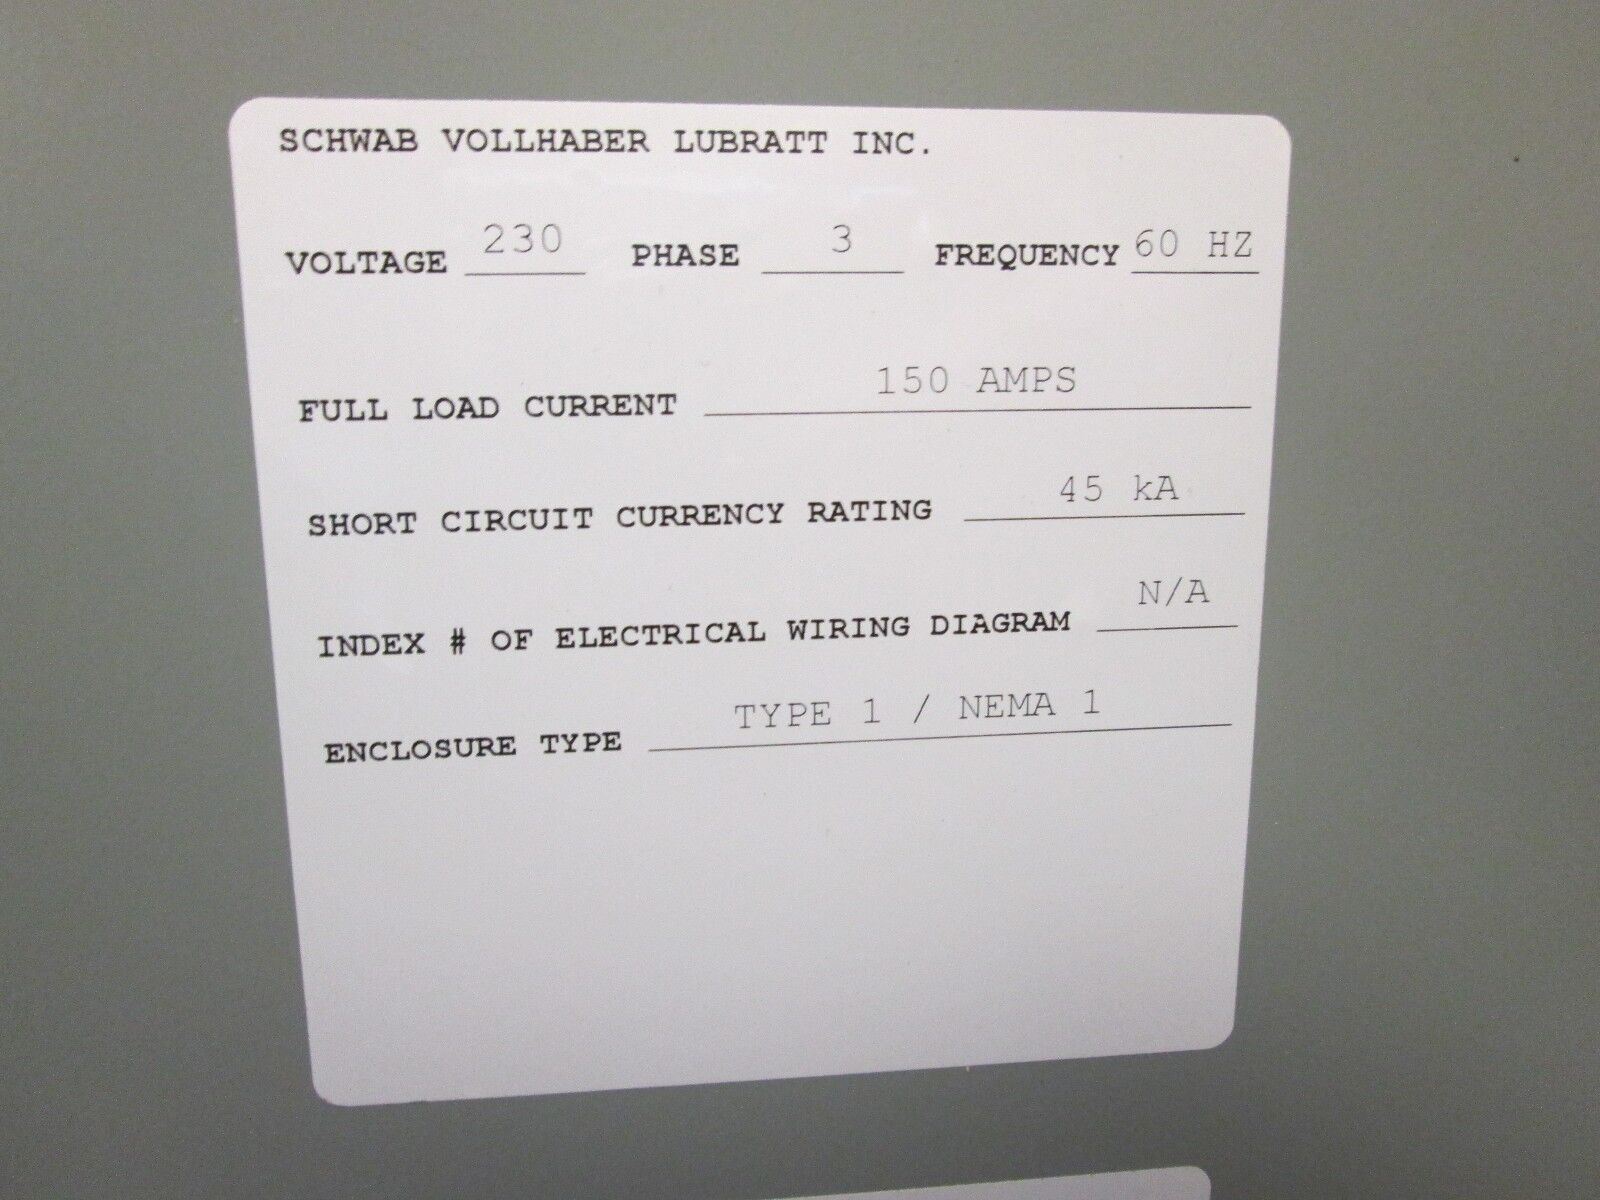 SCHWAB VOLLHABER LUBRATT INC.
VOLTAGE 230 PHASE 3 FREQUENCY 60 HZ
FULL LOAD CURRENT 150 AMPS
SHORT CIRCUIT CURRENCY RATING 45 kA
INDEX # OF ELECTRICAL WIRING DIAGRAM N/A
ENCLOSURE TYPE TYPE 1 / NEMA 1